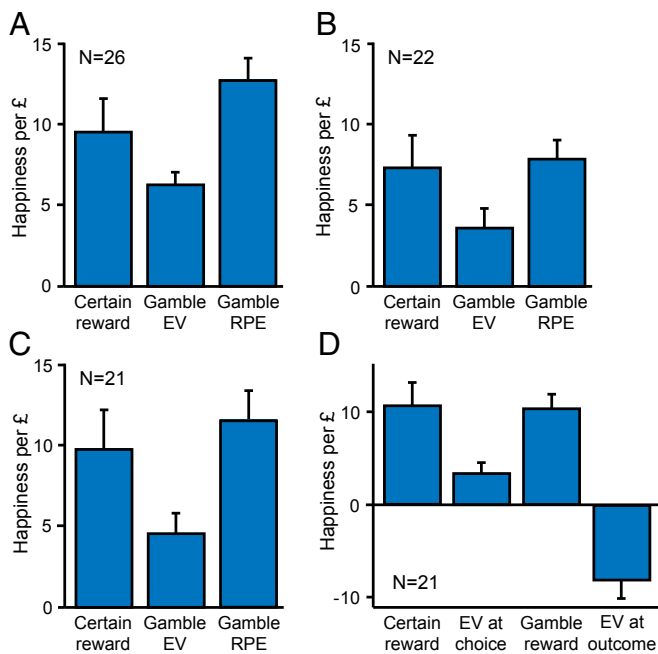 A
15
10
5
0
Happiness per £
N=26
Certain reward
Gamble EV
Gamble RPE
B
15
10
5
0
Happiness per £
N=22
Certain reward
Gamble EV
Gamble RPE
C
15
10
5
0
Happiness per £
N=21
Certain reward
Gamble EV
Gamble RPE
D
10
0
-10
Happiness per £
N=21
Certain reward
EV at choice
Gamble reward
EV at outcome